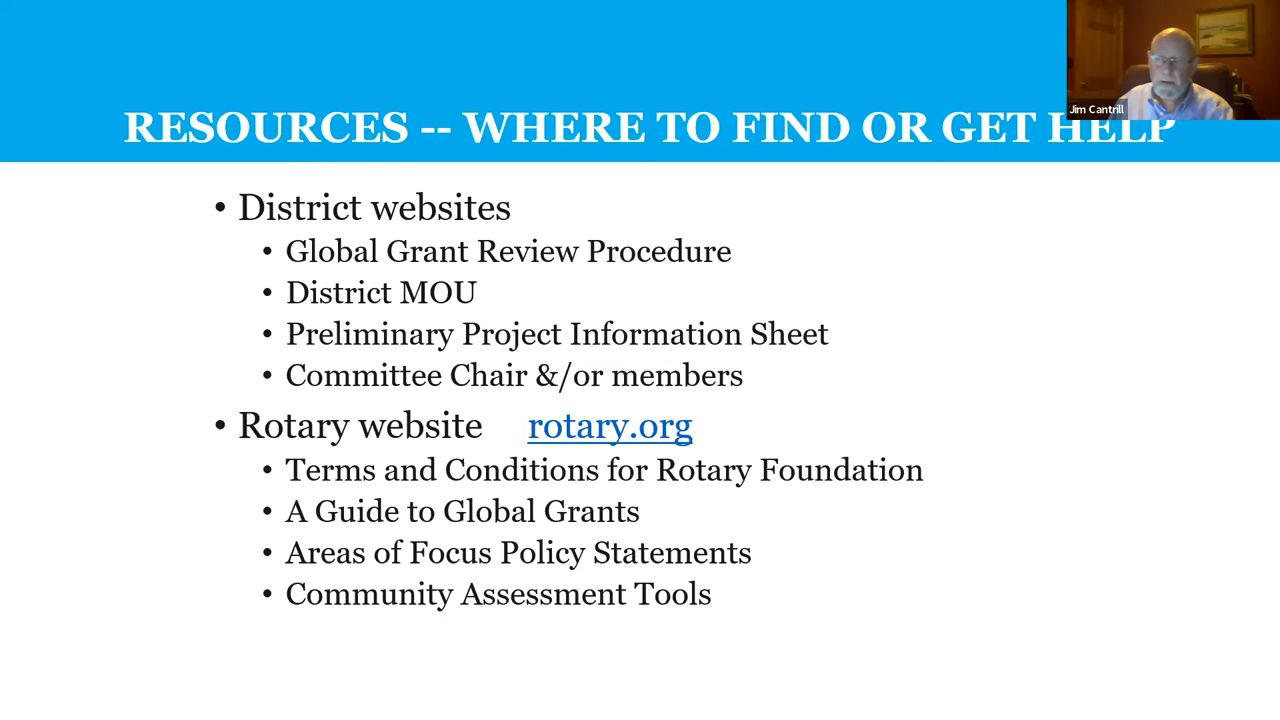 Jim Cantrill
RESOURCES -- WHERE TO FIND OR GET HELP
• District websites
• Global Grant Review Procedure
• District MOU
• Preliminary Project Information Sheet
• Committee Chair &/or members
• Rotary website rotary.org
• Terms and Conditions for Rotary Foundation
• A Guide to Global Grants
• Areas of Focus Policy Statements
• Community Assessment Tools